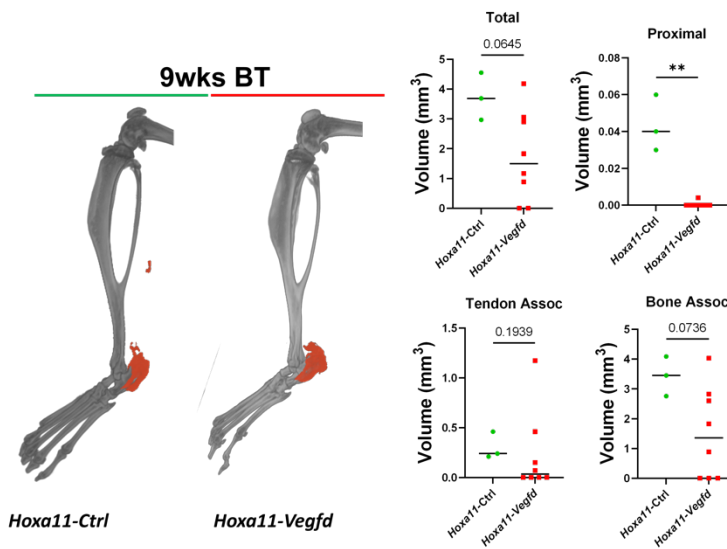 9wks BT
Hoxa11-Ctrl
Hoxa11-Vegfd
Total
0.0645
Volume (mm³)
5
4
3
2
1
0
Hoxa11-Ctrl
Hoxa11-Vegfd
Proximal
**
Volume (mm³)
0.08
0.06
0.04
0.02
0.00
Hoxa11-Ctrl
Hoxa11-Vegfd
Tendon Assoc
0.1939
Volume (mm³)
1.5
1.0
0.5
0.0
Hoxa11-Ctrl
Hoxa11-Vegfd
Bone Assoc
0.0736
Volume (mm³)
5
4
3
2
1
0
Hoxa11-Ctrl
Hoxa11-Vegfd